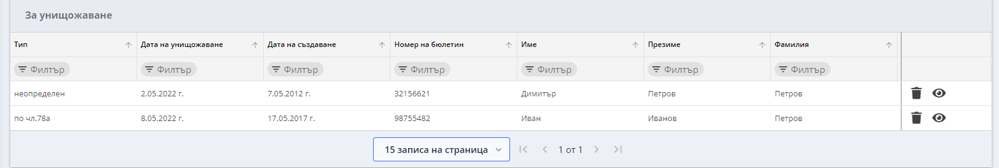 За унищожаване
Тип Дата на унищожаване Дата на създаване Номер на бюлетин Име Презиме Фамилия
Филтър Филтър Филтър Филтър Филтър Филтър Филтър
неопределен 2.05.2022 г. 7.05.2012 г. 32156621 Димитър Петров Петров
по чл.78а 8.05.2022 г. 17.05.2017 г. 98755482 Иван Иванов Петров
15 записа на страница 1 от 1